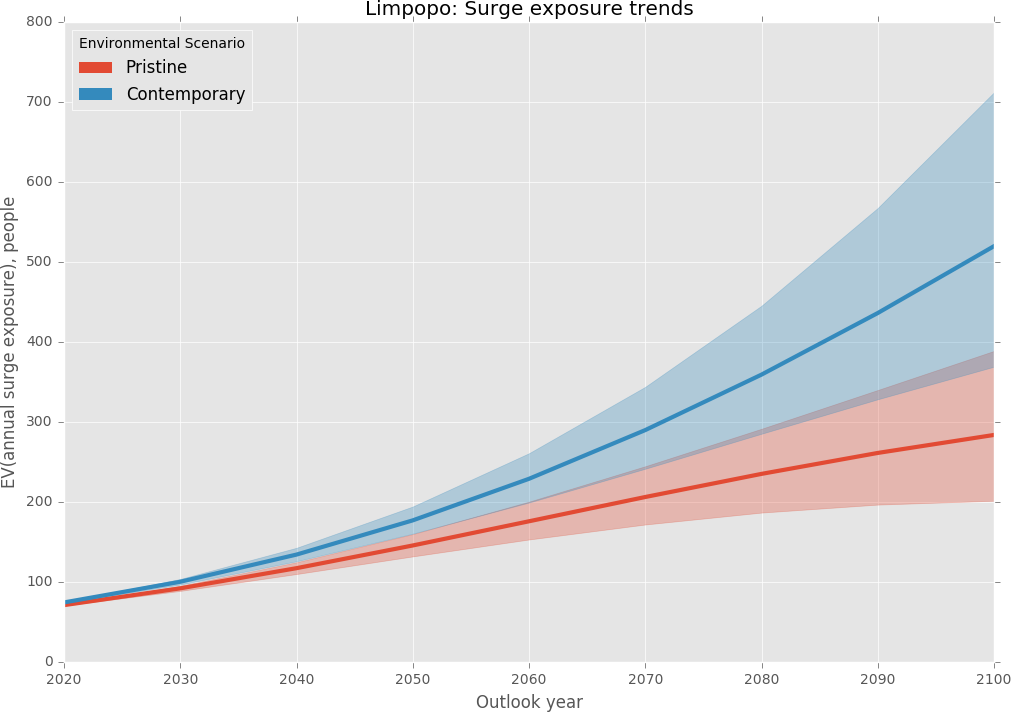 Limpopo: Surge exposure trends
Environmental Scenario
Pristine
Contemporary
EV(annual surge exposure), people
800
700
600
500
400
300
200
100
0
2020 2030 2040 2050 2060 2070 2080 2090 2100
Outlook year